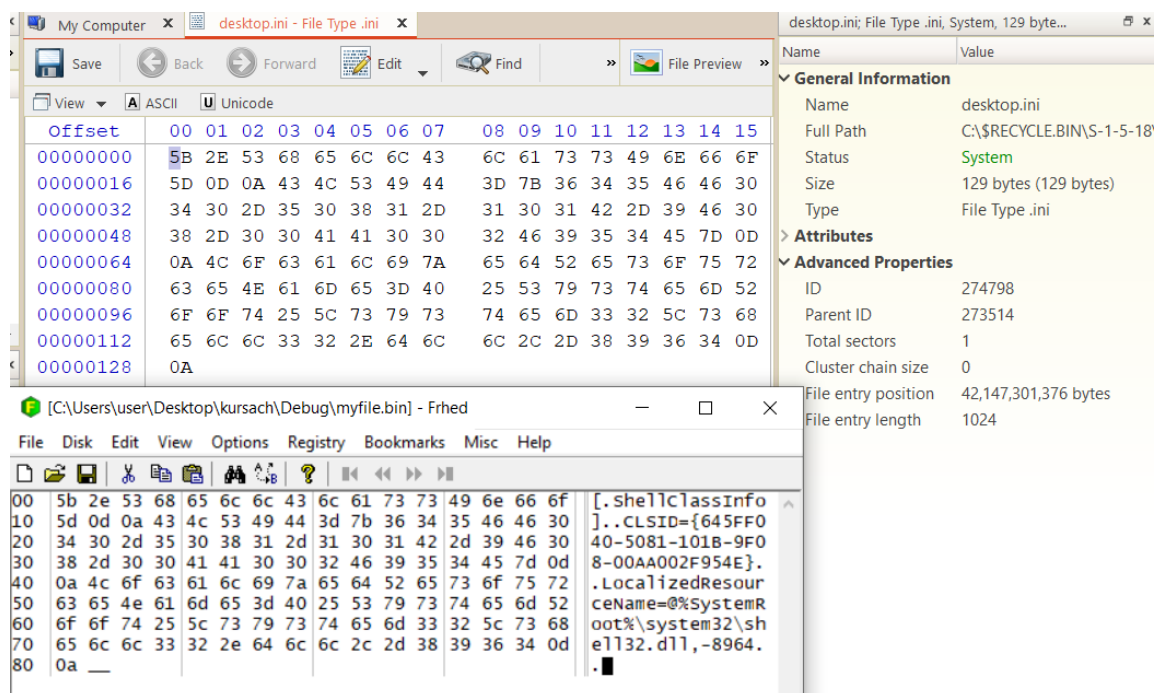 My Computer X desktop.ini - File Type .ini X
Save Back Forward Edit Find » File Preview »
View A ASCII U Unicode
Offset 00 01 02 03 04 05 06 07 08 09 10 11 12 13 14 15
00000000 5B 2E 53 68 65 6C 6C 43 6C 61 73 73 49 6E 66 6F
00000016 5D 0D 0A 43 4C 53 49 44 3D 7B 36 34 35 46 46 30
00000032 34 30 2D 35 30 38 31 2D 31 30 31 42 2D 39 46 30
00000048 38 2D 30 30 41 41 30 30 32 46 39 35 34 45 7D 0D
00000064 0A 4C 6F 63 61 6C 69 7A 65 64 52 65 73 6F 75 72
00000080 63 65 4E 61 6D 65 3D 40 25 53 79 73 74 65 6D 52
00000096 6F 6F 74 25 5C 73 79 73 74 65 6D 33 32 5C 73 68
00000112 65 6C 6C 33 32 2E 64 6C 6C 2C 2D 38 39 36 34 0D
00000128 0A
desktop.ini; File Type .ini, System, 129 byte...
Name Value
General Information
Name desktop.ini
Full Path C:\$RECYCLE.BIN\S-1-5-18\
Status System
Size 129 bytes (129 bytes)
Type File Type .ini
Attributes
Advanced Properties
ID 274798
Parent ID 273514
Total sectors 1
Cluster chain size 0
File entry position 42,147,301,376 bytes
File entry length 1024
[C:\Users\user\Desktop\kursach\Debug\myfile.bin] - Frhed
File Disk Edit View Options Registry Bookmarks Misc Help
00 5b 2e 53 68 65 6c 6c 43 6c 61 73 73 49 6e 66 6f [.ShellClassInfo
10 5d 0d 0a 43 4c 53 49 44 3d 7b 36 34 35 46 46 30 ]..CLSID={645FF0
20 34 30 2d 35 30 38 31 2d 31 30 31 42 2d 39 46 30 40-5081-101B-9F0
30 38 2d 30 30 41 41 30 30 32 46 39 35 34 45 7d 0d 8-00AA002F954E}.
40 0a 4c 6f 63 61 6c 69 7a 65 64 52 65 73 6f 75 72 .LocalizedResour
50 63 65 4e 61 6d 65 3d 40 25 53 79 73 74 65 6d 52 ceName=@%SystemR
60 6f 6f 74 25 5c 73 79 73 74 65 6d 33 32 5c 73 68 oot%\system32\sh
70 65 6c 6c 33 32 2e 64 6c 6c 2c 2d 38 39 36 34 0d ell32.dll,-8964.
80 0a __ .